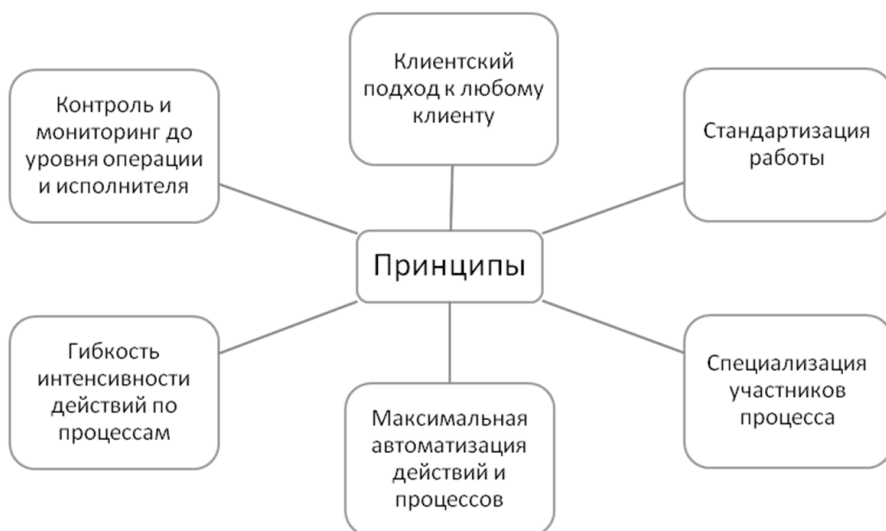 Клиентский
подход к любому
клиенту
Контроль и
мониторинг до
уровня операции
и исполнителя
Стандартизация
работы
Принципы
Гибкость
интенсивности
действий по
процессам
Максимальная
автоматизация
действий и
процессов
Специализация
участников
процесса